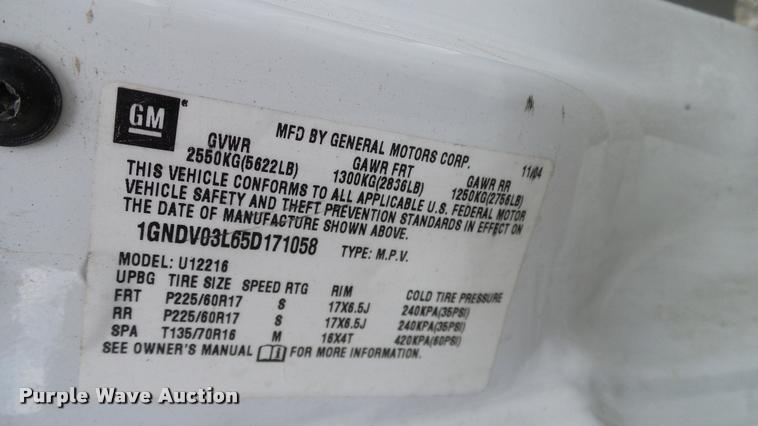 GM
MFD BY GENERAL MOTORS CORP. 11/04
GVWR GAWR FRT GAWR RR
2550KG(5622LB) 1300KG(2836LB) 1250KG(2756LB)
THIS VEHICLE CONFORMS TO ALL APPLICABLE U.S. FEDERAL MOTOR
VEHICLE SAFETY AND THEFT PREVENTION STANDARDS IN EFFECT ON
THE DATE OF MANUFACTURE SHOWN ABOVE.
1GNDV03L65D171058 TYPE: M.P.V.
MODEL: U12216
UPBG TIRE SIZE SPEED RTG RIM COLD TIRE PRESSURE
FRT P225/60R17 S 17X6.5J 240KPA(35PSI)
RR P225/60R17 S 17X6.5J 240KPA(35PSI)
SPA T135/70R16 M 16X4T 420KPA(60PSI)
SEE OWNER'S MANUAL FOR MORE INFORMATION.
Purple Wave Auction